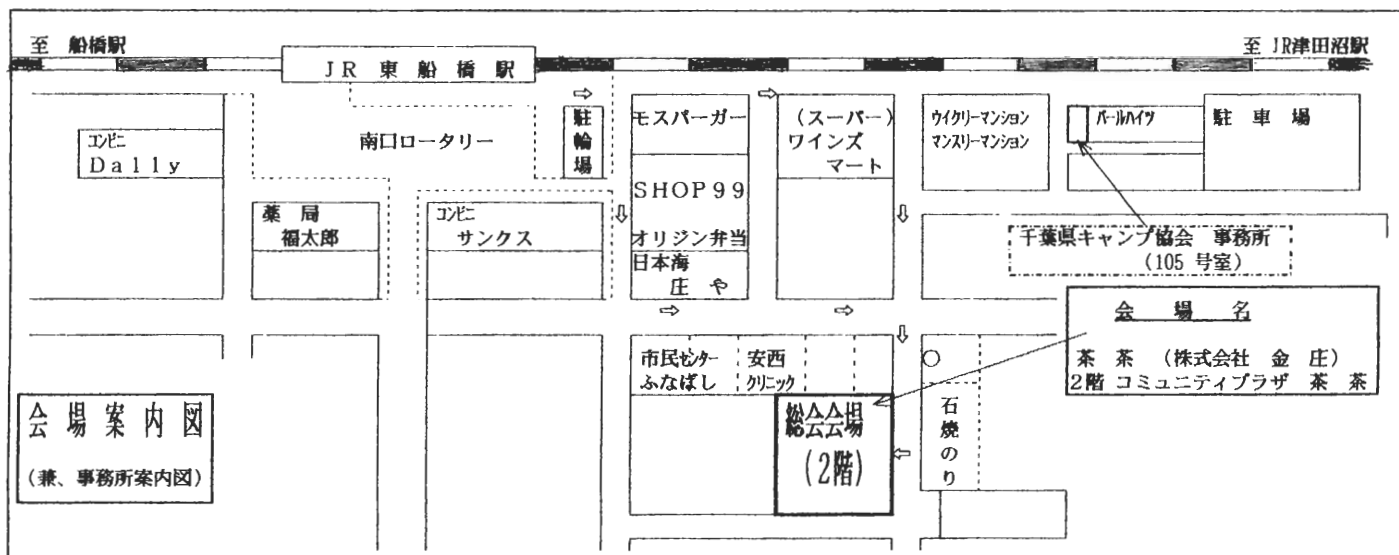 至 船橋駅
至 JR津田沼駅
JR東船橋駅
コンビニ
Dally
南口ロータリー
駐輪場
モスバーガー
(スーパー)
ワインズ
マート
ウイクリーマンション
マンスリーマンション
パールハイツ
駐車場
SHOP99
薬局
福太郎
コンビニ
サンクス
オリジン弁当
日本海
庄や
千葉県キャンプ協会 事務所
(105 号室)
会場名
茶 茶 (株式会社 金 庄)
2階 コミュニティプラザ 茶 茶
市民センター
ふなばし
安西
クリニック
総会会場
(2階)
石焼のり
会場案内図
(兼、事務所案内図)